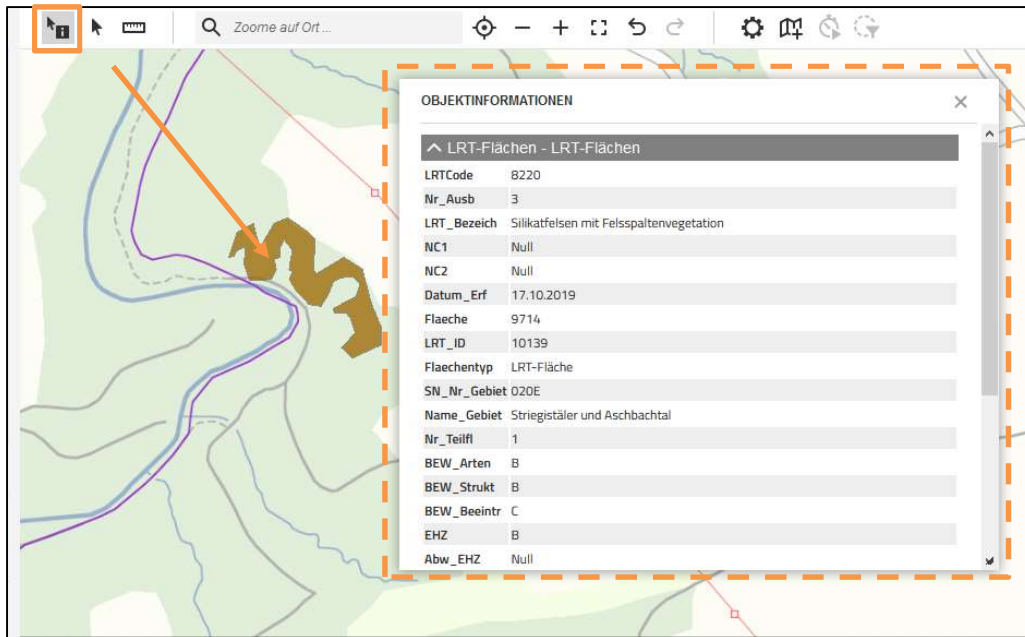 Zoome auf Ort ...
OBJEKTINFORMATIONEN
LRT-Flächen - LRT-Flächen
LRTCode 8220
Nr_Ausb 3
LRT_Bezeich Silikatfelsen mit Felsspaltenvegetation
NC1 Null
NC2 Null
Datum_Erf 17.10.2019
Flaeche 9714
LRT_ID 10139
Flaechentyp LRT-Fläche
SN_Nr_Gebiet 020E
Name_Gebiet Striegistäler und Aschbachtal
Nr_Teilfl 1
BEW_Arten B
BEW_Strukt B
BEW_Beeintr C
EHZ B
Abw_EHZ Null